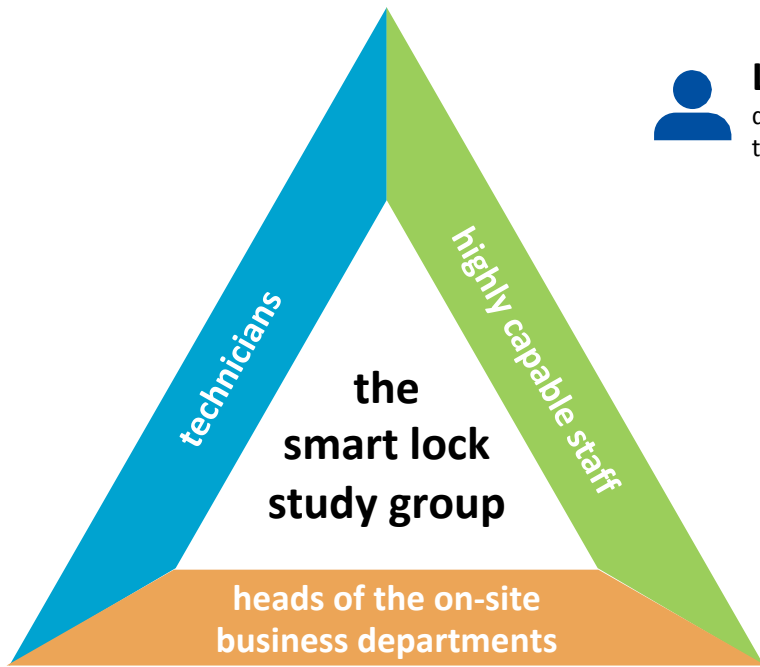 technicians
highly capable staff
the
smart lock
study group
heads of the on-site
business departments